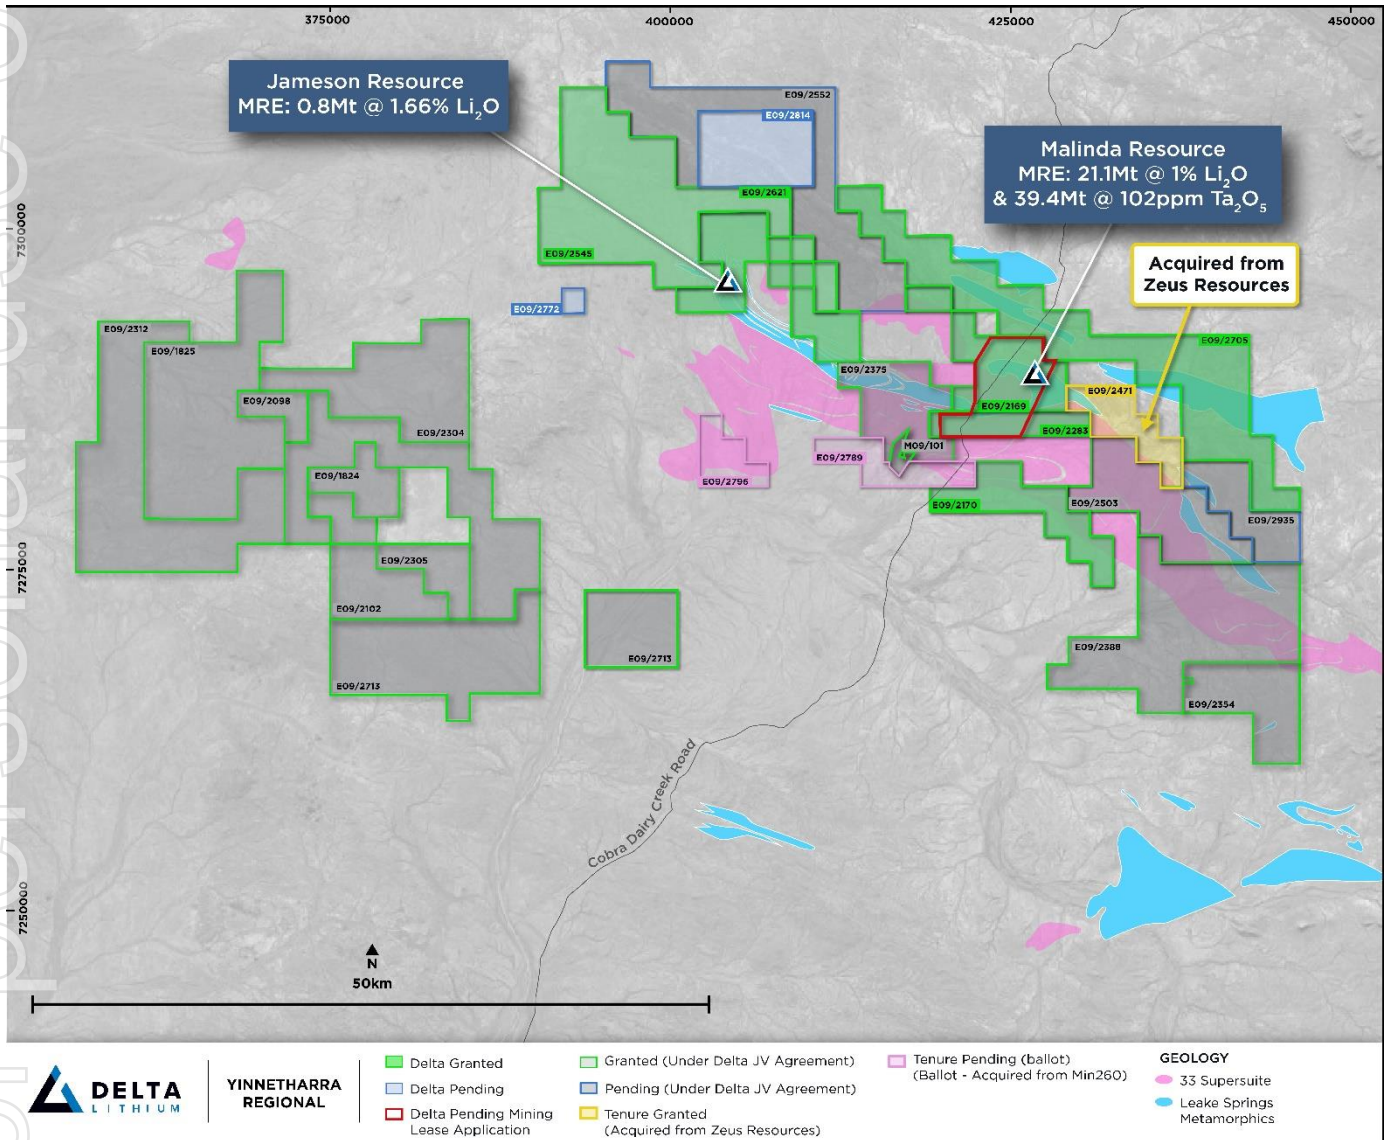 375000
400000
425000
450000
7300000
7275000
7250000
Jameson Resource
MRE: 0.8Mt @ 1.66% Li₂O
Malinda Resource
MRE: 21.1Mt @ 1% Li₂O
& 39.4Mt @ 102ppm Ta₂O₅
Acquired from
Zeus Resources
E09/2552
E09/2814
E09/2621
E09/2545
E09/2772
E09/2312
E09/1825
E09/2098
E09/2304
E09/1824
E09/2305
E09/2102
E09/2713
E09/2713
E09/2705
E09/2375
E09/2471
E09/2169
E09/2283
M09/101
E09/2789
E09/2796
E09/2170
E09/2503
E09/2935
E09/2388
E09/2354
Cobra Dairy Creek Road
N
50km
DELTA
LITHIUM
YINNETHARRA
REGIONAL
Delta Granted
Delta Pending
Delta Pending Mining
Lease Application
Granted (Under Delta JV Agreement)
Pending (Under Delta JV Agreement)
Tenure Granted
(Acquired from Zeus Resources)
Tenure Pending (ballot)
(Ballot - Acquired from Min260)
GEOLOGY
33 Supersuite
Leake Springs
Metamorphics